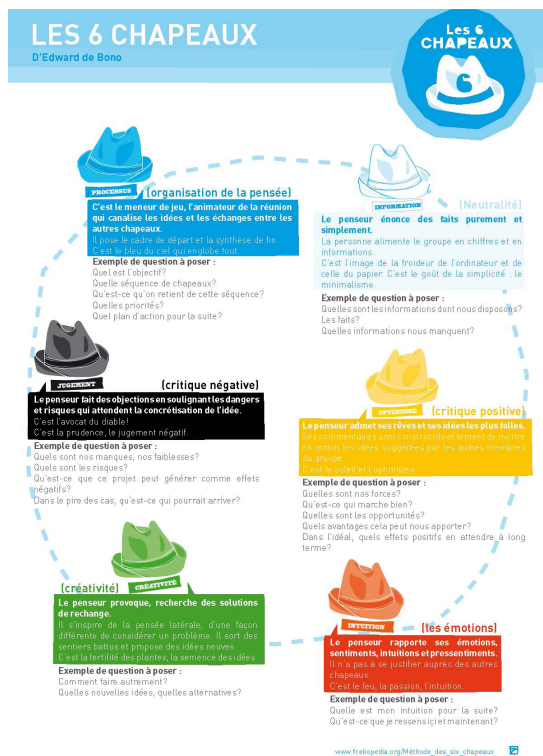 LES 6 CHAPEAUX
D'Edward de Bono
Les 6
CHAPEAUX
6
PROCESSUS
(organisation de la pensée)
C'est le meneur de jeu, l'animateur de la réunion
qui canalise les idées et les échanges entre les
autres chapeaux.
Il pose le cadre de départ et la synthèse de fin.
C'est le bleu du ciel qui englobe tout
Exemple de question à poser :
Quel est l'objectif?
Quelle séquence de chapeaux?
Qu'est-ce qu'on retient de cette séquence?
Quelles priorités?
Quel plan d'action pour la suite?
INFORMATION
(Neutralité)
Le penseur énonce des faits purement et
simplement.
La personne alimente le groupe en chiffres et en
informations.
C'est l'image de la froideur de l'ordinateur et de
celle du papier. C'est le goût de la simplicité : le
minimalisme.
Exemple de question à poser :
Quelles sont les informations dont nous disposons?
Les faits?
Quelles informations nous manquent?
JUGEMENT
(critique négative)
Le penseur fait des objections en soulignant les dangers
et risques qui attendent la concrétisation de l'idée.
C'est l'avocat du diable!
C'est la prudence, le jugement négatif.
Exemple de question à poser :
Quels sont nos manques, nos faiblesses?
Quels sont les risques?
Qu'est-ce que ce projet peut générer comme effets
négatifs?
Dans le pire des cas, qu'est-ce qui pourrait arriver?
OPTIMISME
(critique positive)
Le penseur admet ses rêves et ses idées les plus folles.
Ses commentaires sont constructifs et tentent de mettre
en action les idées suggérées par les autres membres
du groupe.
C'est le soleil et l'optimisme.
Exemple de question à poser :
Quelles sont nos forces?
Qu'est-ce qui marche bien?
Quelles sont les opportunités?
Quels avantages cela peut nous apporter?
Dans l'idéal, quels effets positifs en attendre à long
terme?
(créativité)
CRÉATIVITÉ
Le penseur provoque, recherche des solutions
de rechange.
Il s'inspire de la pensée latérale, d'une façon
différente de considérer un problème. Il sort des
sentiers battus et propose des idées neuves.
C'est la fertilité des plantes, la semence des idées
Exemple de question à poser :
Comment faire autrement?
Quelles nouvelles idées, quelles alternatives?
INTUITION
(les émotions)
Le penseur rapporte ses émotions,
sentiments, intuitions et pressentiments.
Il n'a pas à se justifier auprès des autres
chapeaux
C'est le feu, la passion, l'intuition.
Exemple de question à poser :
Quelle est mon intuition pour la suite?
Qu'est-ce que je ressens ici et maintenant?
www.frekopedia.org/Méthode_des_six_chapeaux